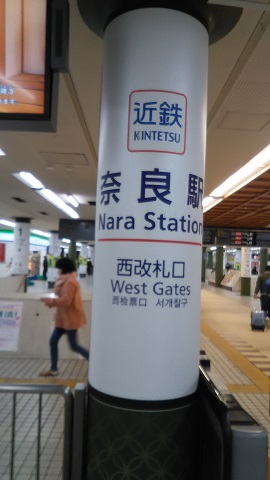 近鉄
KINTETSU
奈良駅
Nara Station
西改札口
West Gates
西检票口 서개찰구
1